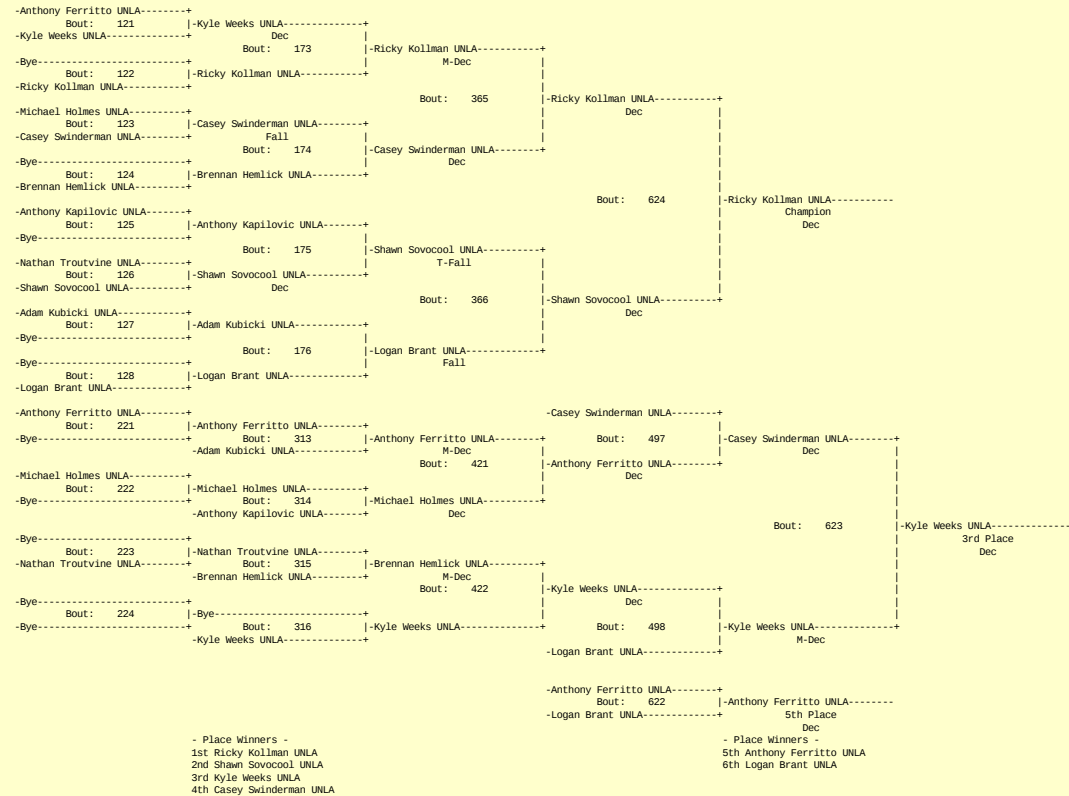 -Anthony Ferritto UNLA--------+
Bout: 121 |-Kyle Weeks UNLA--------------+
-Kyle Weeks UNLA--------------+ Dec |
Bout: 173 |-Ricky Kollman UNLA-----------+
-Bye--------------------------+ | M-Dec |
Bout: 122 |-Ricky Kollman UNLA-----------+ |
-Ricky Kollman UNLA-----------+ |
Bout: 365 |-Ricky Kollman UNLA-----------+
-Michael Holmes UNLA----------+ | Dec |
Bout: 123 |-Casey Swinderman UNLA--------+ | |
-Casey Swinderman UNLA--------+ Fall | | |
Bout: 174 |-Casey Swinderman UNLA--------+ |
-Bye--------------------------+ | Dec |
Bout: 124 |-Brennan Hemlick UNLA---------+ |
-Brennan Hemlick UNLA---------+ |
Bout: 624 |-Ricky Kollman UNLA-----------
-Anthony Kapilovic UNLA-------+ | Champion
Bout: 125 |-Anthony Kapilovic UNLA-------+ | Dec
-Bye--------------------------+ | |
Bout: 175 |-Shawn Sovocool UNLA----------+ |
-Nathan Troutvine UNLA--------+ | T-Fall | |
Bout: 126 |-Shawn Sovocool UNLA----------+ | |
-Shawn Sovocool UNLA----------+ Dec | |
Bout: 366 |-Shawn Sovocool UNLA----------+
-Adam Kubicki UNLA------------+ | Dec
Bout: 127 |-Adam Kubicki UNLA------------+ |
-Bye--------------------------+ | |
Bout: 176 |-Logan Brant UNLA-------------+
-Bye--------------------------+ | Fall
Bout: 128 |-Logan Brant UNLA-------------+
-Logan Brant UNLA-------------+
-Anthony Ferritto UNLA--------+ -Casey Swinderman UNLA--------+
Bout: 221 |-Anthony Ferritto UNLA--------+ |
-Bye--------------------------+ Bout: 313 |-Anthony Ferritto UNLA--------+ Bout: 497 |-Casey Swinderman UNLA--------+
-Adam Kubicki UNLA------------+ M-Dec | | Dec |
Bout: 421 |-Anthony Ferritto UNLA--------+ |
-Michael Holmes UNLA----------+ | Dec |
Bout: 222 |-Michael Holmes UNLA----------+ | |
-Bye--------------------------+ Bout: 314 |-Michael Holmes UNLA----------+ |
-Anthony Kapilovic UNLA-------+ Dec |
Bout: 623 |-Kyle Weeks UNLA--------------
-Bye--------------------------+ | 3rd Place
Bout: 223 |-Nathan Troutvine UNLA--------+ | Dec
-Nathan Troutvine UNLA--------+ Bout: 315 |-Brennan Hemlick UNLA---------+ |
-Brennan Hemlick UNLA---------+ M-Dec | |
Bout: 422 |-Kyle Weeks UNLA--------------+ |
-Bye--------------------------+ | Dec | |
Bout: 224 |-Bye--------------------------+ | | |
-Bye--------------------------+ Bout: 316 |-Kyle Weeks UNLA--------------+ Bout: 498 |-Kyle Weeks UNLA--------------+
-Kyle Weeks UNLA--------------+ | M-Dec
-Logan Brant UNLA-------------+
-Anthony Ferritto UNLA--------+
Bout: 622 |-Anthony Ferritto UNLA--------
-Logan Brant UNLA-------------+ 5th Place
Dec
- Place Winners - - Place Winners -
1st Ricky Kollman UNLA 5th Anthony Ferritto UNLA
2nd Shawn Sovocool UNLA 6th Logan Brant UNLA
3rd Kyle Weeks UNLA
4th Casey Swinderman UNLA